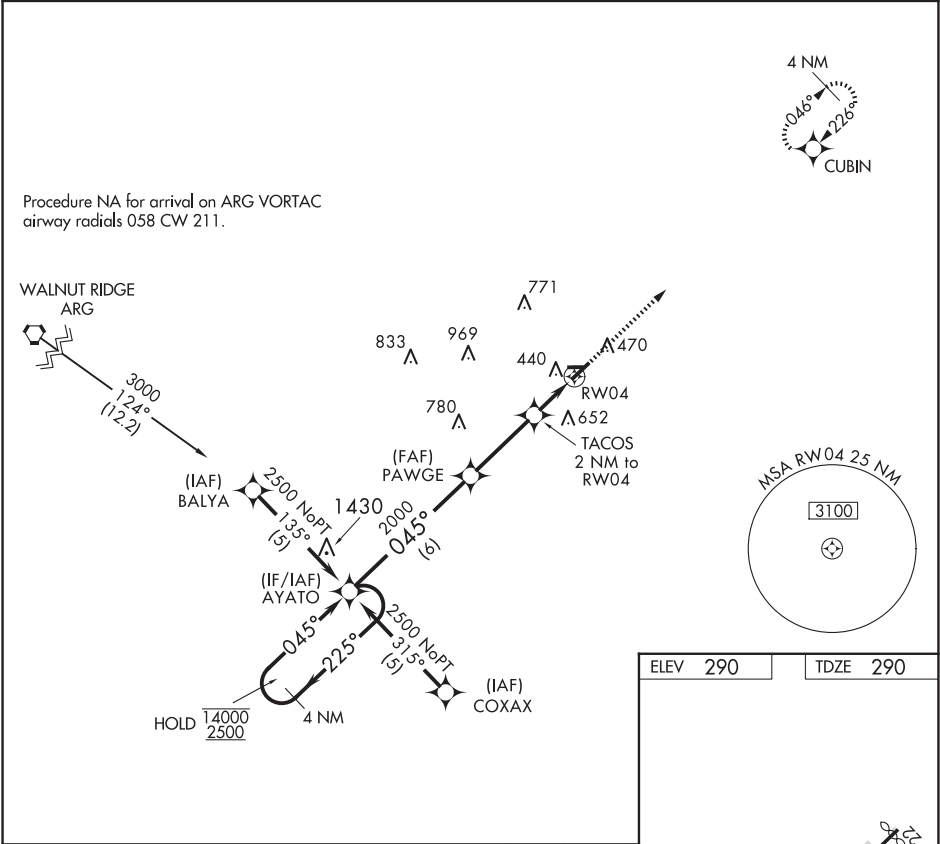 4 NM
046°
226°
CUBIN
Procedure NA for arrival on ARG VORTAC
airway radials 058 CW 211.
WALNUT RIDGE
ARG
3000
124°
(12.2)
771
833
969
440
470
RW04
780
652
TACOS
2 NM to
RW04
(FAF)
PAWGE
(IAF)
BALYA
2500 NoPT
135°
(5)
1430
2000
045°
(6)
(IF/IAF)
AYATO
045°
225°
2500 NoPT
315°
(5)
(IAF)
COXAX
HOLD 14000
2500
4 NM
MSA RW04 25 NM
3100
ELEV 290
TDZE 290
22